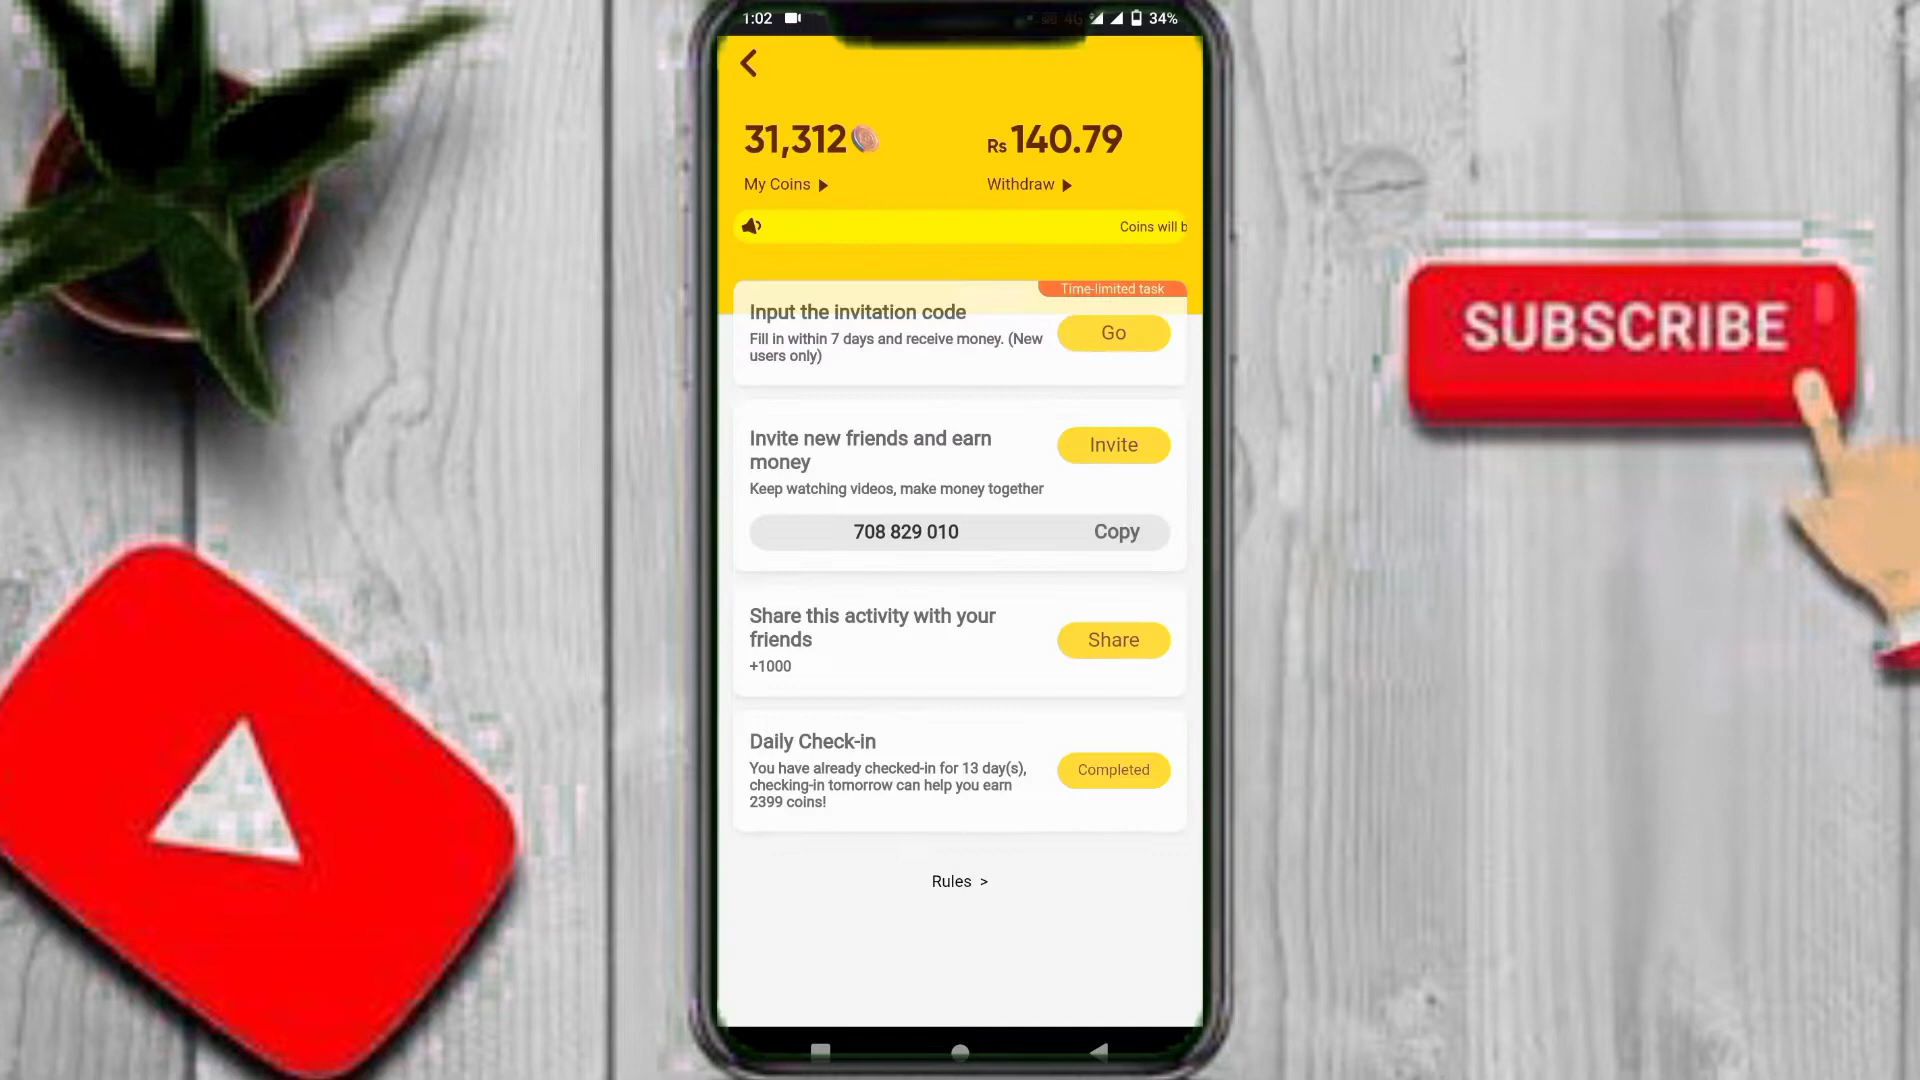 1:02
4G
34%
31,312
Rs 140.79
My Coins
Withdraw
Coins will b
Time-limited task
Input the invitation code
Fill in within 7 days and receive money. (New
users only)
Go
Invite new friends and earn
money
Invite
Keep watching videos, make money together
708 829 010
Copy
Share this activity with your
friends
+1000
Share
Daily Check-in
You have already checked-in for 13 day(s),
checking-in tomorrow can help you earn
2399 coins!
Completed
Rules >
SUBSCRIBE